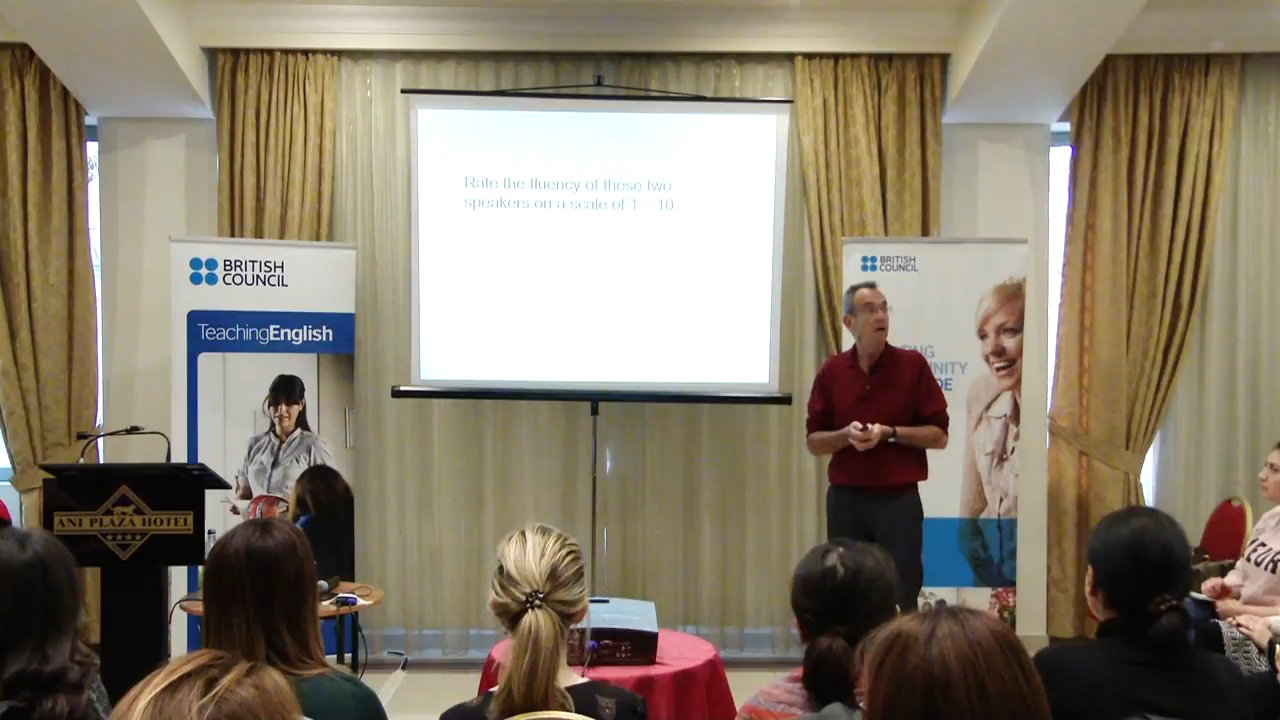 Rate the fluency of these two
speakers on a scale of 1 – 10.
BRITISH
COUNCIL
TeachingEnglish
BRITISH
COUNCIL
ANI PLAZA HOTEL